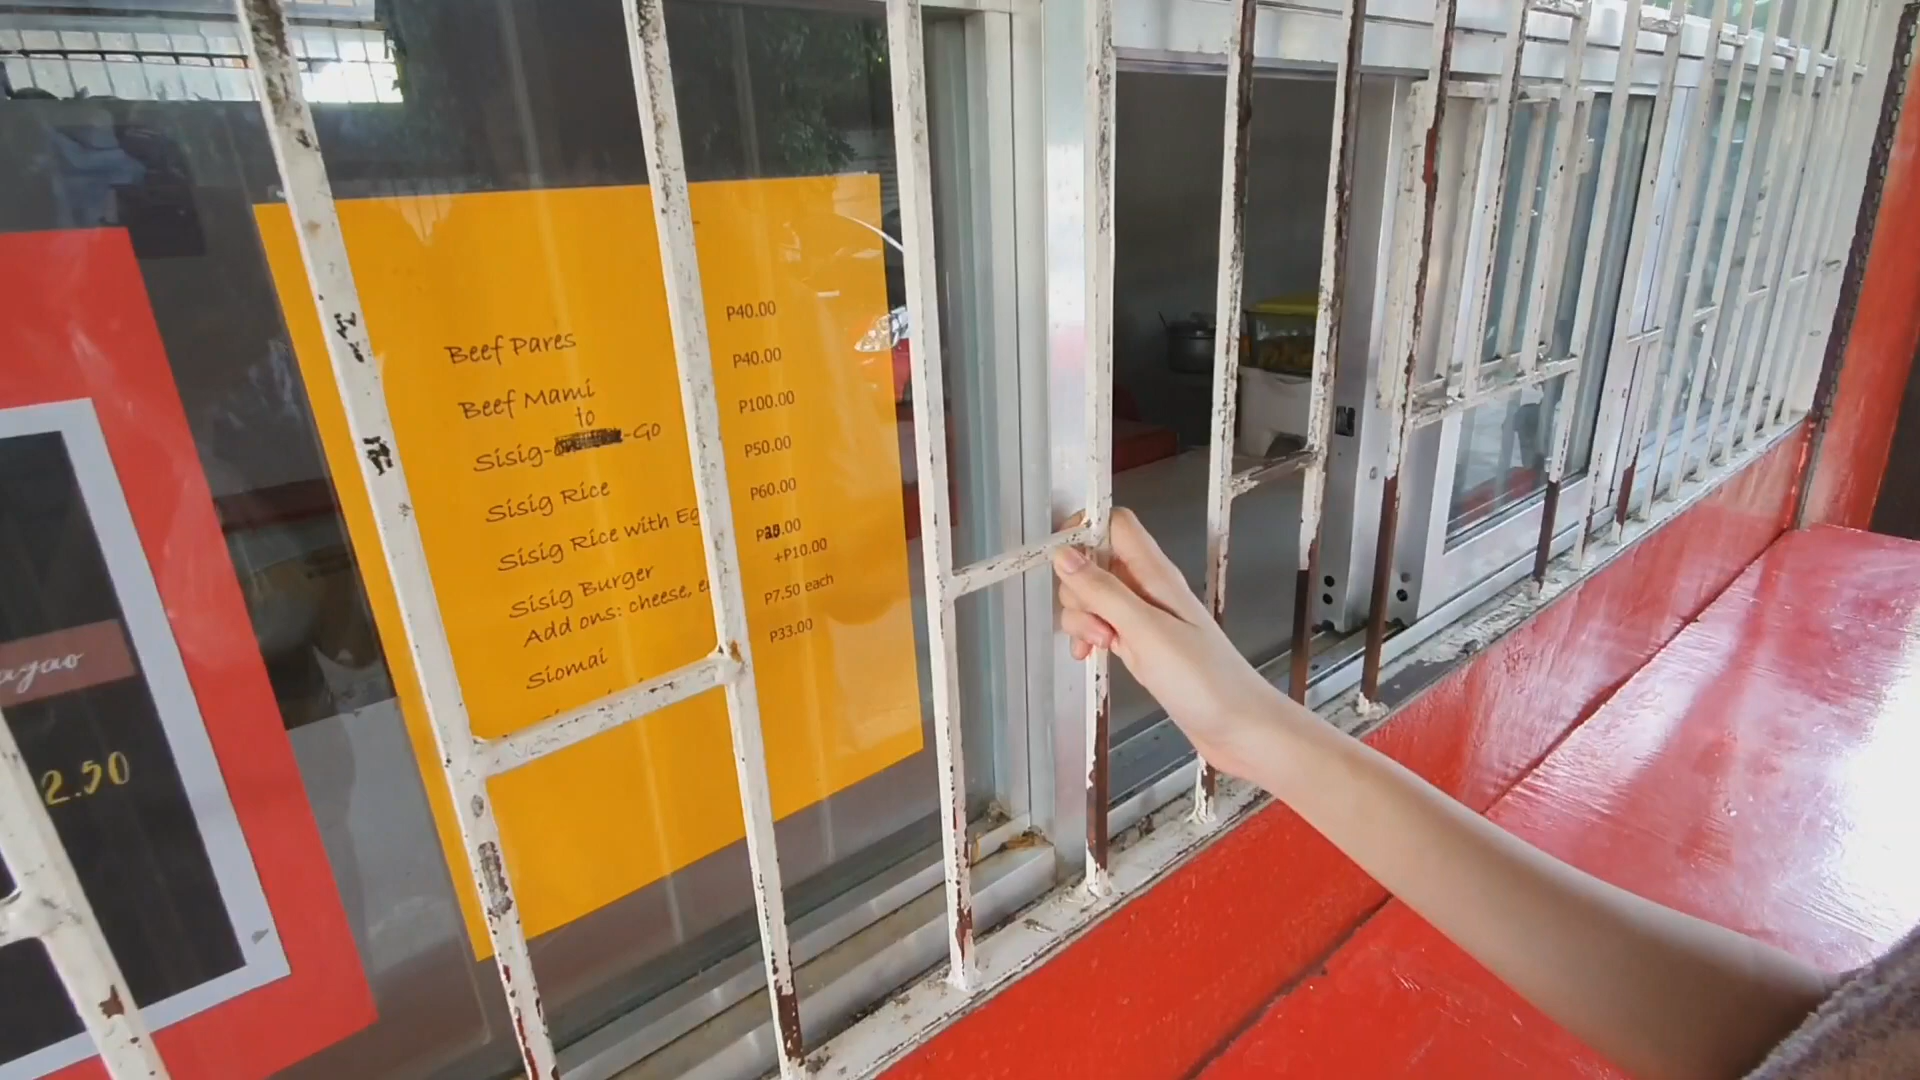 Beef Pares P40.00
Beef Mami P40.00
to
Sisig- -Go P100.00
Sisig Rice P50.00
Sisig Rice with Eg P60.00
Sisig Burger
Add ons: cheese, +P10.00
Siomai P7.50 each
P33.00
2.50